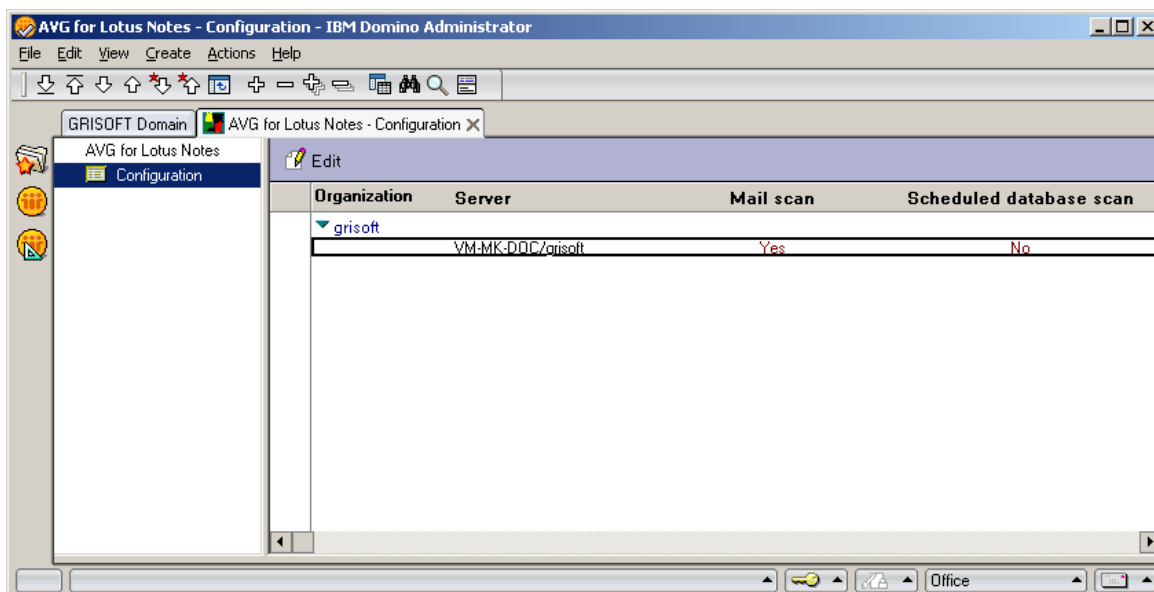 AVG for Lotus Notes - Configuration - IBM Domino Administrator
File Edit View Create Actions Help
GRISOFT Domain AVG for Lotus Notes - Configuration
AVG for Lotus Notes
Configuration
Edit
Organization Server Mail scan Scheduled database scan
grisoft
VM-MK-DOC/grisoft Yes No
Office